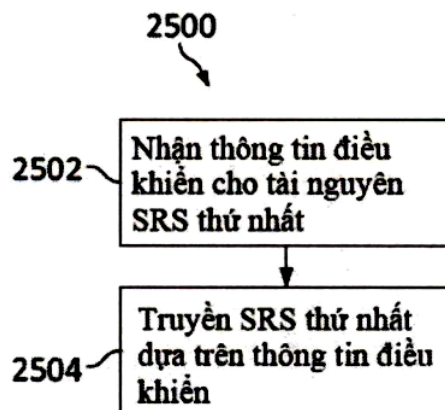 2500
2502
Nhận thông tin điều
khiển cho tài nguyên
SRS thứ nhất
2504
Truyền SRS thứ nhất
dựa trên thông tin điều
khiển